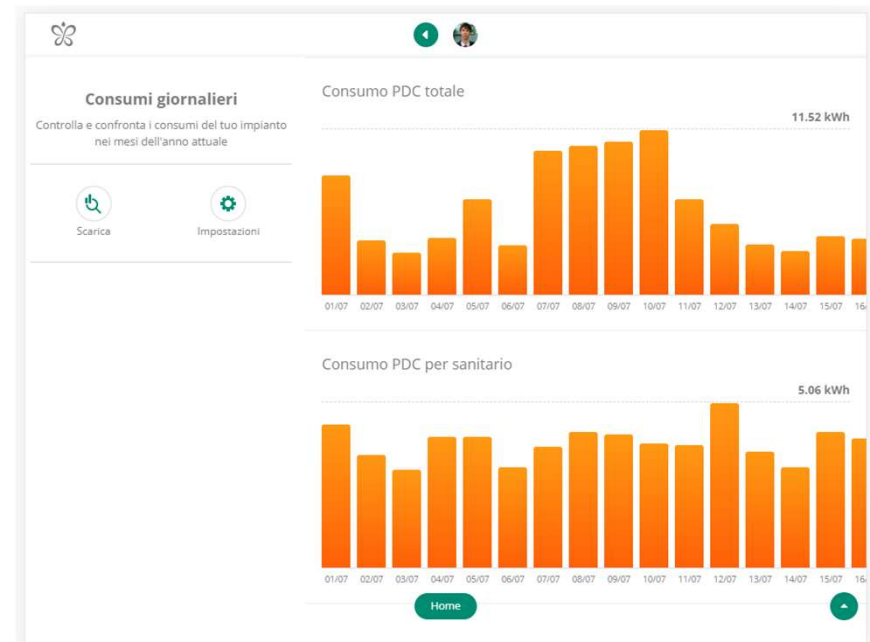 Consumi giornalieri
Controlla e confronta i consumi del tuo impianto
nei mesi dell'anno attuale
Scarica
Impostazioni
Consumo PDC totale
11.52 kWh
01/07 02/07 03/07 04/07 05/07 06/07 07/07 08/07 09/07 10/07 11/07 12/07 13/07 14/07 15/07 16/
Consumo PDC per sanitario
5.06 kWh
01/07 02/07 03/07 04/07 05/07 06/07 07/07 08/07 09/07 10/07 11/07 12/07 13/07 14/07 15/07 16/
Home